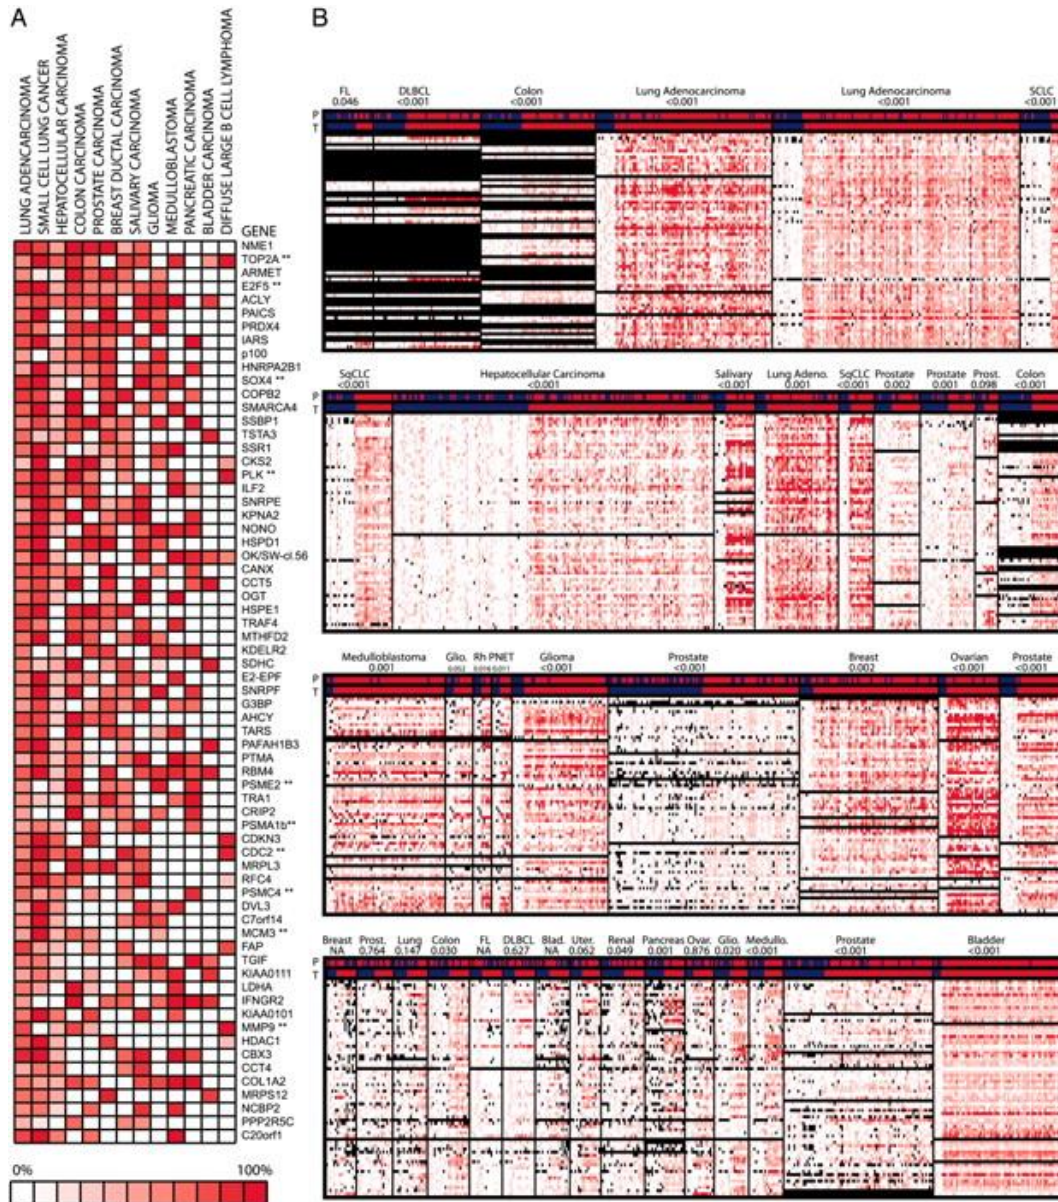 A
LUNG ADENCARCINOMA
SMALL CELL LUNG CANCER
HEPATOCELLULAR CARCINOMA
COLON CARCINOMA
PROSTATE CARCINOMA
BREAST DUCTAL CARCINOMA
SALIVARY CARCINOMA
GLIOMA
MEDULLOBLASTOMA
PANCREATIC CARCINOMA
BLADDER CARCINOMA
DIFFUSE LARGE B CELL LYMPHOMA
GENE
NME1
TOP2A **
ARMET
E2F5 **
ACLY
PAICS
PRDX4
IARS
p100
HNRPA2B1
SOX4 **
COPB2
SMARCA4
SSBP1
TSTA3
SSR1
CKS2
PLK **
ILF2
SNRPE
KPNA2
NONO
HSPD1
OK/SW-cl.56
CANX
CCT5
OGT
HSPE1
TRAF4
MTHFD2
KDELR2
SDHC
E2-EPF
SNRPF
G3BP
AHCY
TARS
PAFAH1B3
PTMA
RBM4
PSME2 **
TRA1
CRIP2
PSMA1b**
CDKN3
CDC2 **
MRPL3
RFC4
PSMC4 **
DVL3
C7orf14
MCM3 **
FAP
TGIF
KIAA0111
LDHA
IFNGR2
KIAA0101
MMP9 **
HDAC1
CBX3
CCT4
COL1A2
MRPS12
NCBP2
PPP2R5C
C20orf1
0% 100%
B
FL DLBCL Colon Lung Adenocarcinoma Lung Adenocarcinoma SCLC
0.046 <0.001 <0.001 <0.001 <0.001 <0.001
P
T
SqCLC Hepatocellular Carcinoma Salivary Lung Adeno. SqCLC Prostate Prostate Prost. Colon
<0.001 <0.001 <0.001 0.001 <0.001 0.002 0.001 0.098 <0.001
P
T
Medulloblastoma Glio. Rh PNET Glioma Prostate Breast Ovarian Prostate
0.001 0.052 0.016 0.011 <0.001 <0.001 <0.002 <0.001 <0.001
P
T
Breast Prost. Lung Colon FL DLBCL Blad. Uter. Renal Pancreas Ovar. Glio. Medullo. Prostate Bladder
NA 0.764 0.147 0.030 NA 0.627 NA 0.062 0.049 0.001 0.876 0.020 <0.001 <0.001 <0.001
P
T